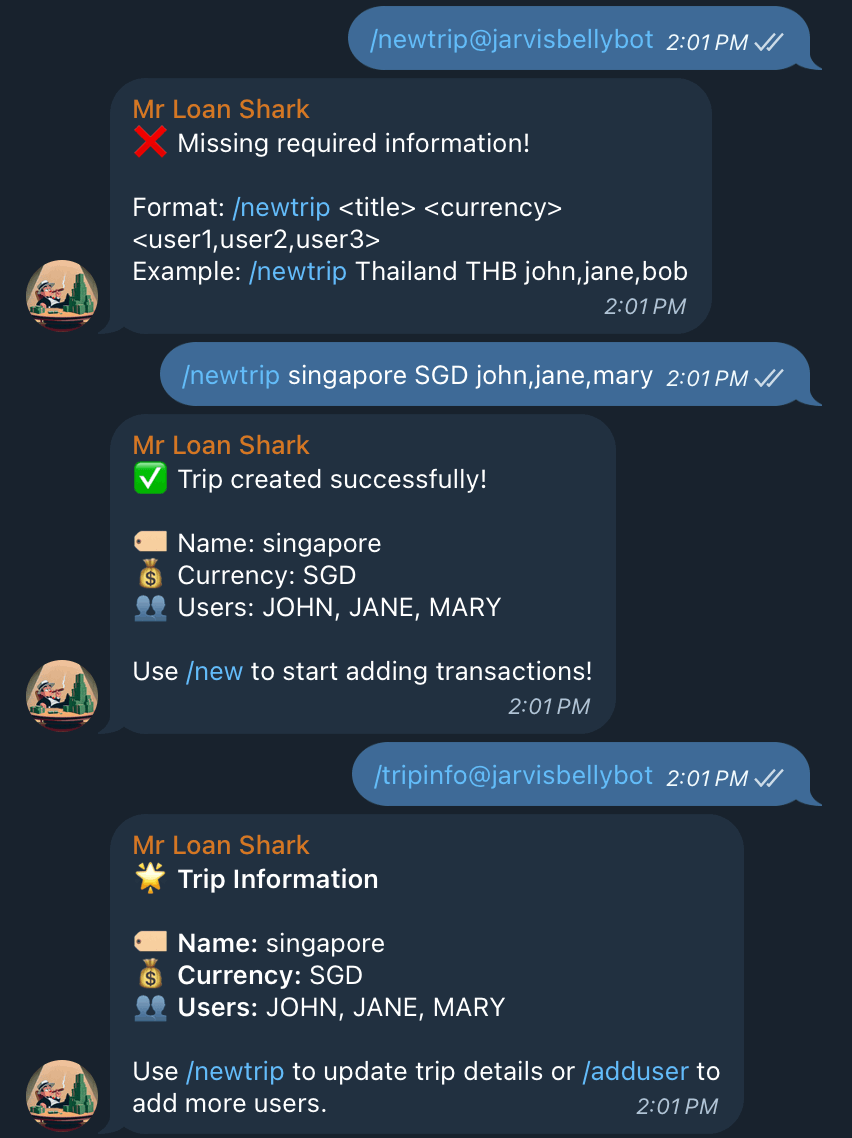 /newtrip@jarvisbellybot 2:01 PM
Mr Loan Shark
❌ Missing required information!
Format: /newtrip <title> <currency>
<user1,user2,user3>
Example: /newtrip Thailand THB john,jane,bob
2:01 PM
/newtrip singapore SGD john,jane,mary 2:01 PM
Mr Loan Shark
✅ Trip created successfully!
🏷️ Name: singapore
💰 Currency: SGD
👥 Users: JOHN, JANE, MARY
Use /new to start adding transactions!
2:01 PM
/tripinfo@jarvisbellybot 2:01 PM
Mr Loan Shark
🌟 Trip Information
🏷️ Name: singapore
💰 Currency: SGD
👥 Users: JOHN, JANE, MARY
Use /newtrip to update trip details or /adduser to
add more users. 2:01 PM